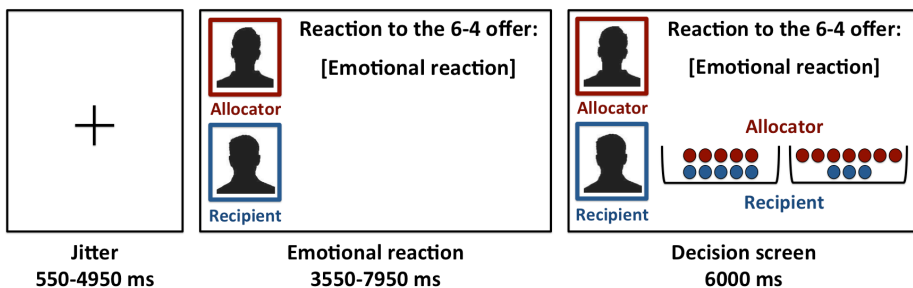 Reaction to the 6-4 offer:
[Emotional reaction]
Allocator
Recipient
Reaction to the 6-4 offer:
[Emotional reaction]
Allocator
Allocator
Recipient
Recipient
Jitter
550-4950 ms
Emotional reaction
3550-7950 ms
Decision screen
6000 ms